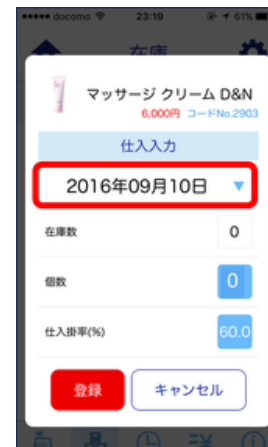 docomo 23:19 61%
在庫
マッサージ クリーム D&N
6,000円 コードNo.2903
仕入入力
2016年09月10日 ▼
在庫数 0
個数 0
仕入掛率(%) 60.0
登録 キャンセル